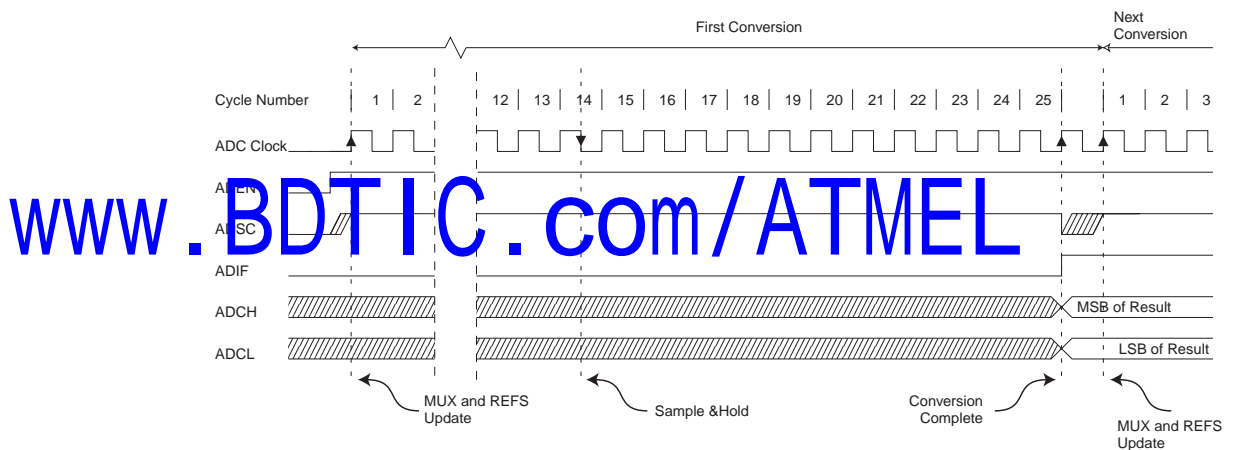 First Conversion
Next
Conversion
Cycle Number 1 2 12 13 14 15 16 17 18 19 20 21 22 23 24 25 1 2 3
ADC Clock
ADEN
www.BDTIC.com/ATMEL
ADSC
ADIF
ADCH
MSB of Result
ADCL
LSB of Result
MUX and REFS
Update
Sample &Hold
Conversion
Complete
MUX and REFS
Update